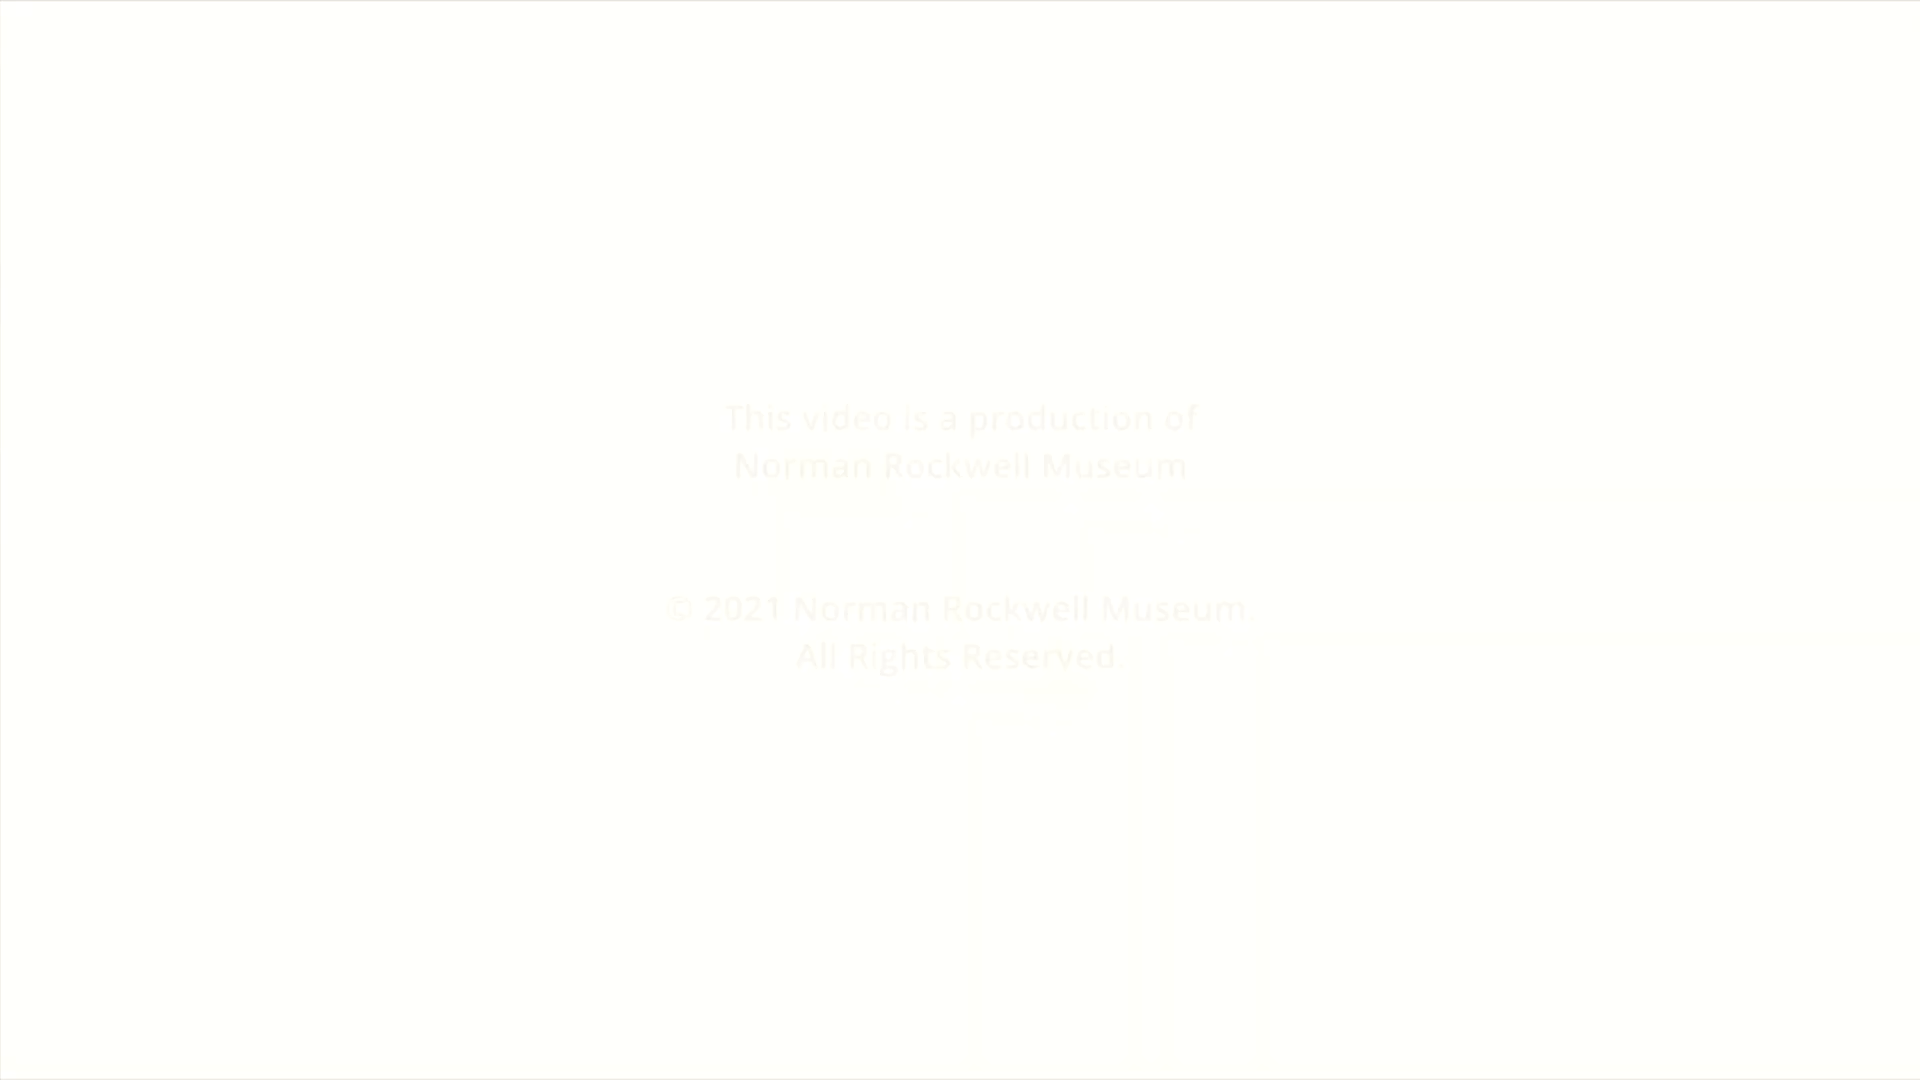 This video is a production of
Norman Rockwell Museum
© 2021 Norman Rockwell Museum.
All Rights Reserved.